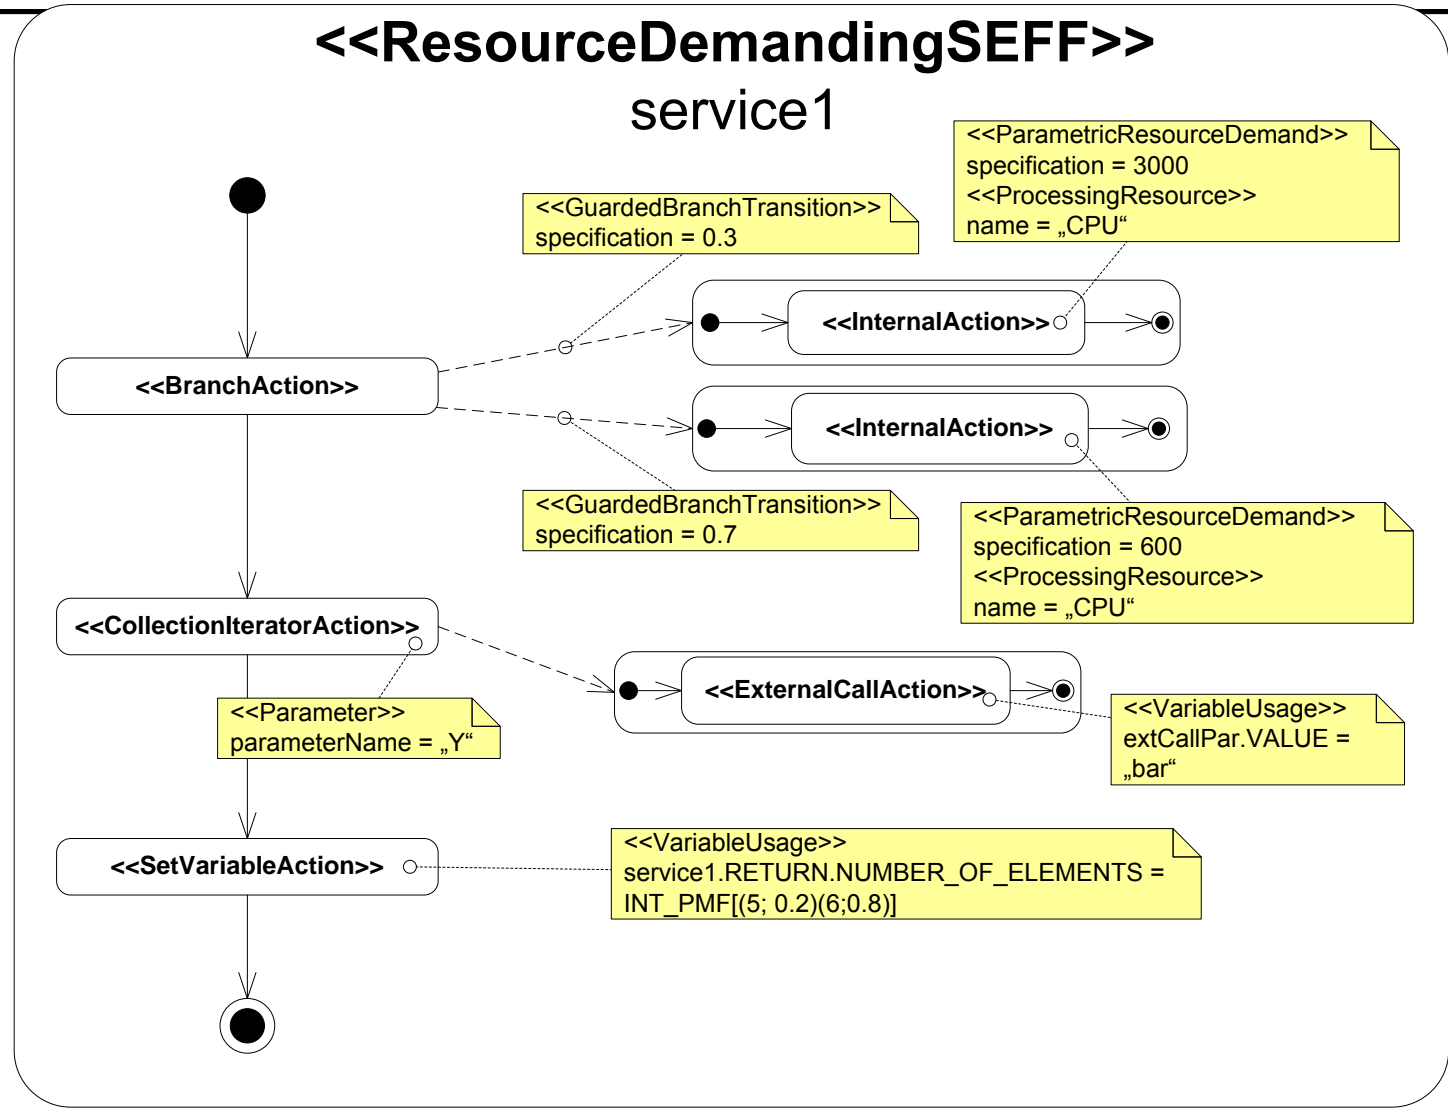 <<ResourceDemandingSEFF>>
service1
<<ParametricResourceDemand>>
specification = 3000
<<ProcessingResource>>
name = „CPU“
<<GuardedBranchTransition>>
specification = 0.3
<<InternalAction>>
<<BranchAction>>
<<InternalAction>>
<<GuardedBranchTransition>>
specification = 0.7
<<ParametricResourceDemand>>
specification = 600
<<ProcessingResource>>
name = „CPU“
<<CollectionIteratorAction>>
<<ExternalCallAction>>
<<Parameter>>
parameterName = „Y“
<<VariableUsage>>
extCallPar.VALUE =
„bar“
<<SetVariableAction>>
<<VariableUsage>>
service1.RETURN.NUMBER_OF_ELEMENTS =
INT_PMF[(5; 0.2)(6;0.8)]